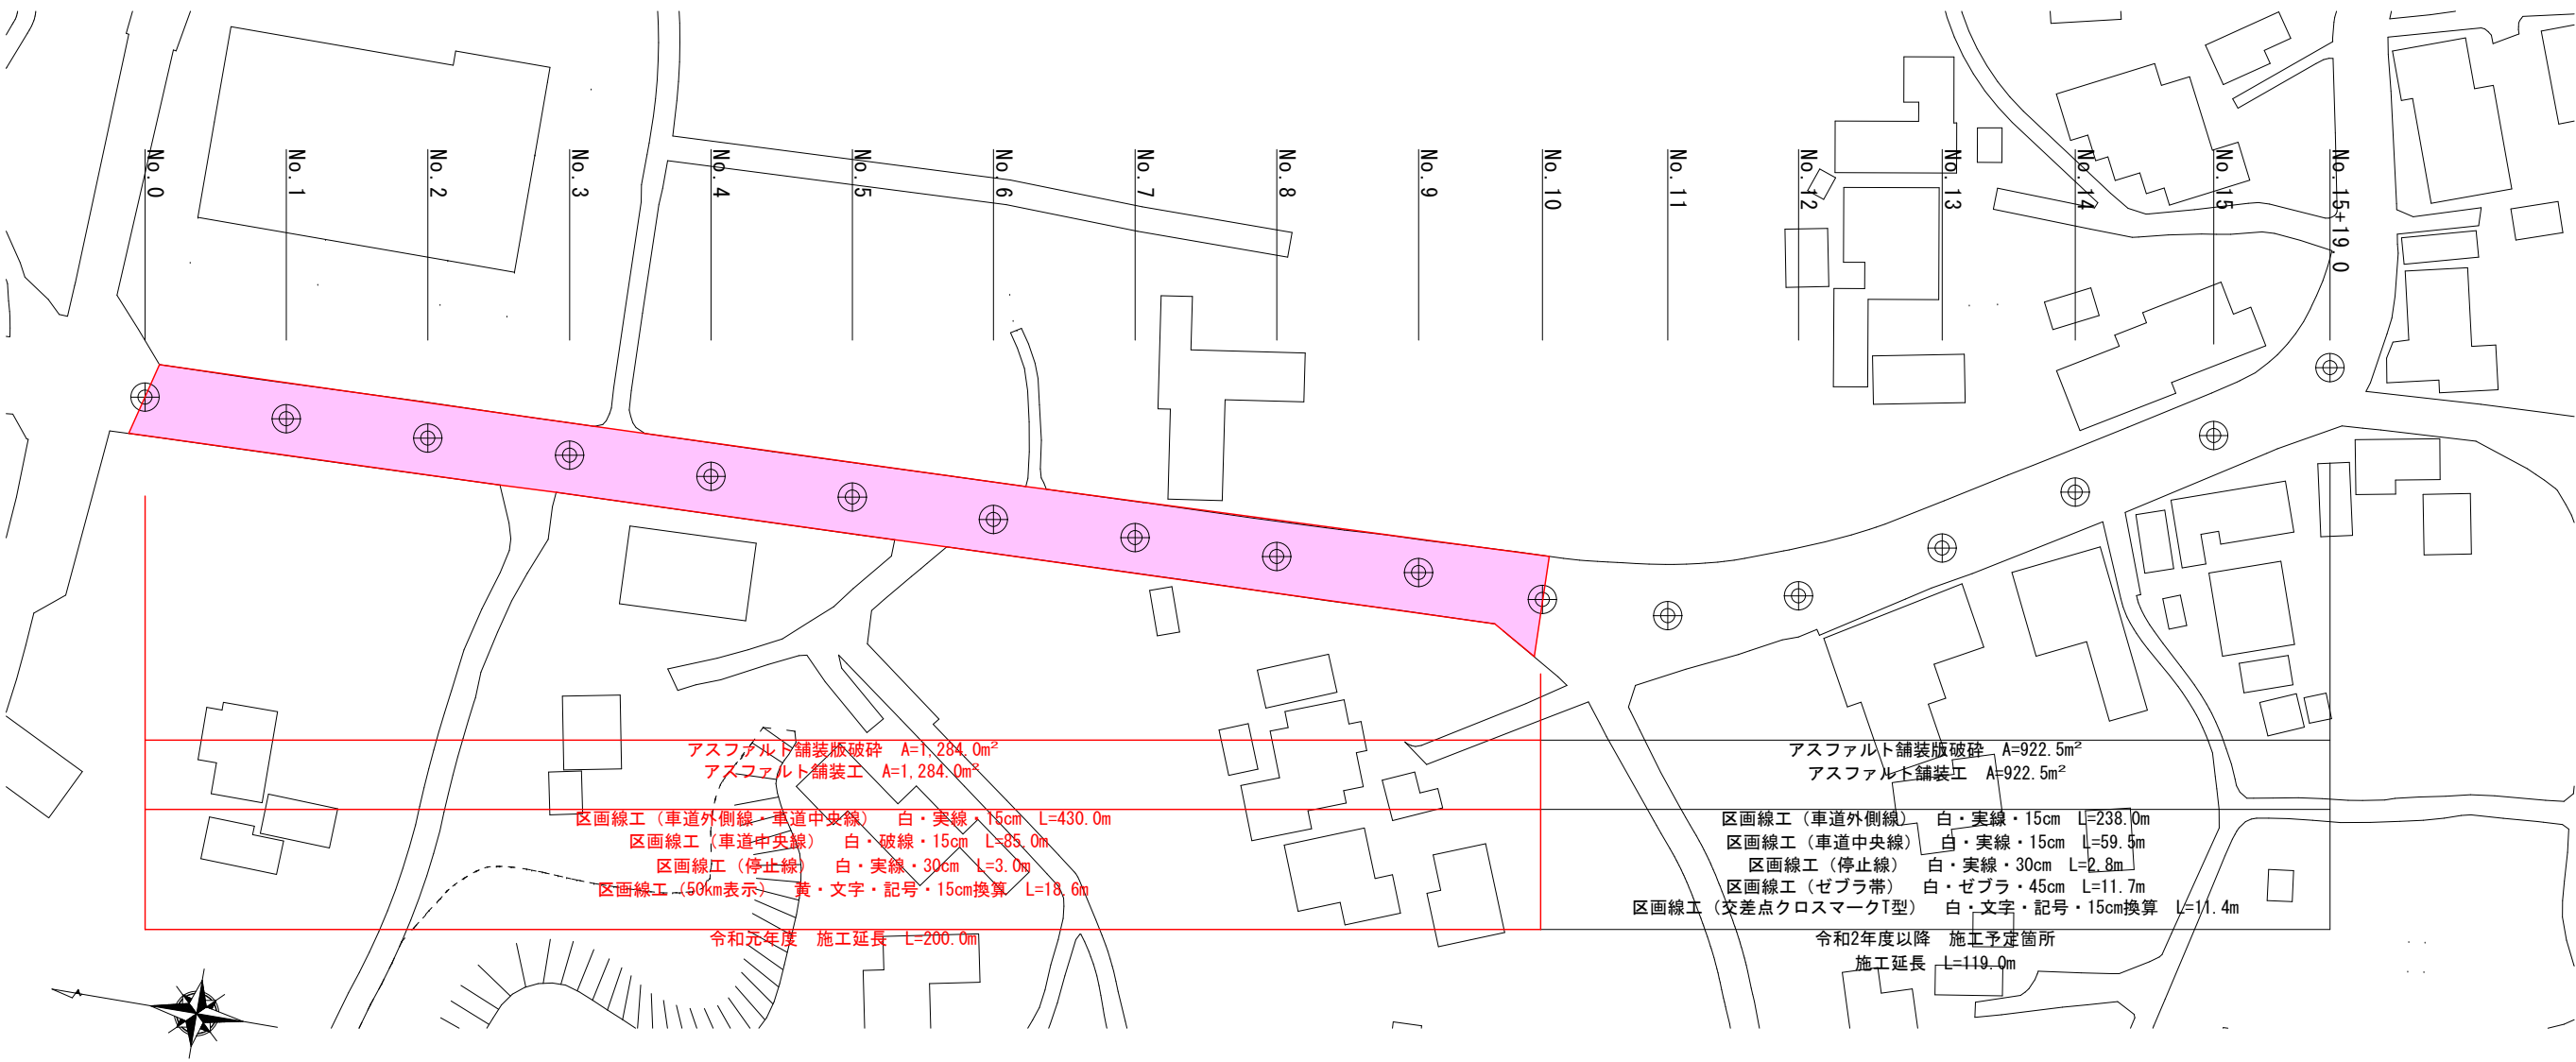 No.0
No.1
No.2
No.3
No.4
No.5
No.6
No.7
No.8
No.9
No.10
No.11
No.12
No.13
No.14
No.15
No.15+19.0
アスファルト舗装版破砕　A=1,284.0m²
アスファルト舗装工　A=1,284.0m²
区画線工（車道外側線・車道中央線）　白・実線・15cm　L=430.0m
区画線工（車道中央線）　白・破線・15cm　L=85.0m
区画線工（停止線）　白・実線・30cm　L=3.0m
区画線工（50km表示）　黄・文字・記号・15cm換算　L=18.6m
令和元年度　施工延長　L=200.0m
アスファルト舗装版破砕　A=922.5m²
アスファルト舗装工　A=922.5m²
区画線工（車道外側線）　白・実線・15cm　L=238.0m
区画線工（車道中央線）　白・実線・15cm　L=59.5m
区画線工（停止線）　白・実線・30cm　L=2.8m
区画線工（ゼブラ帯）　白・ゼブラ・45cm　L=11.7m
区画線工（交差点クロスマークT型）　白・文字・記号・15cm換算　L=11.4m
令和2年度以降　施工予定箇所
施工延長　L=119.0m